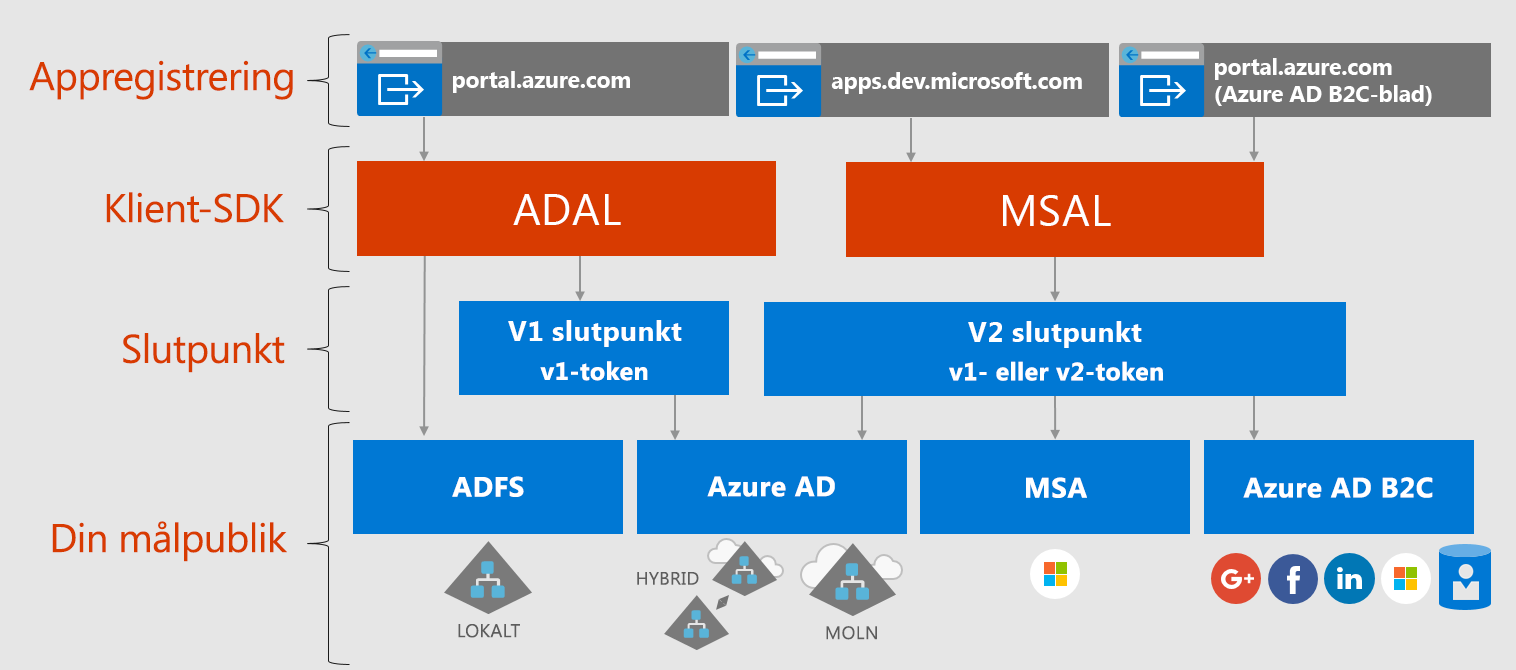 Appregistrering
portal.azure.com
apps.dev.microsoft.com
portal.azure.com
(Azure AD B2C-blad)
Klient-SDK
ADAL
MSAL
Slutpunkt
V1 slutpunkt
v1-token
V2 slutpunkt
v1- eller v2-token
Din målpublik
ADFS
Azure AD
MSA
Azure AD B2C
LOKALT
HYBRID
MOLN
G+
f
in